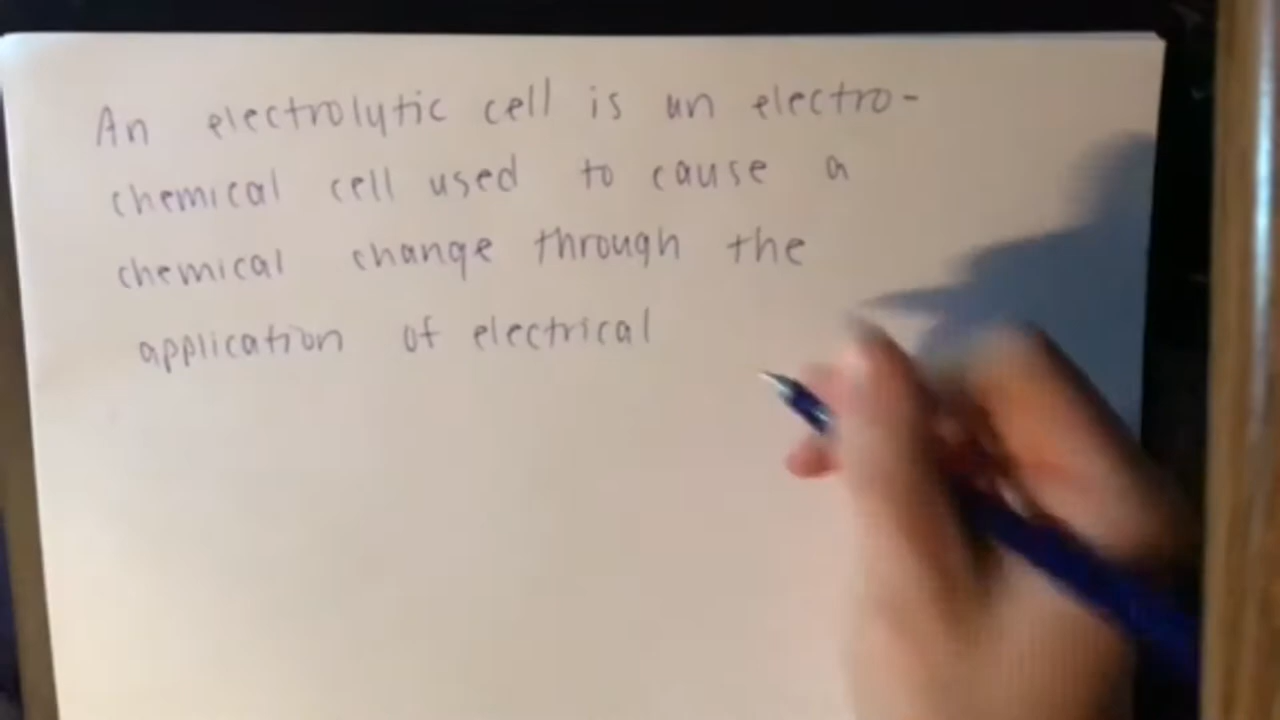 An electrolytic cell is an electro-
chemical cell used to cause a
chemical change through the
application of electrical